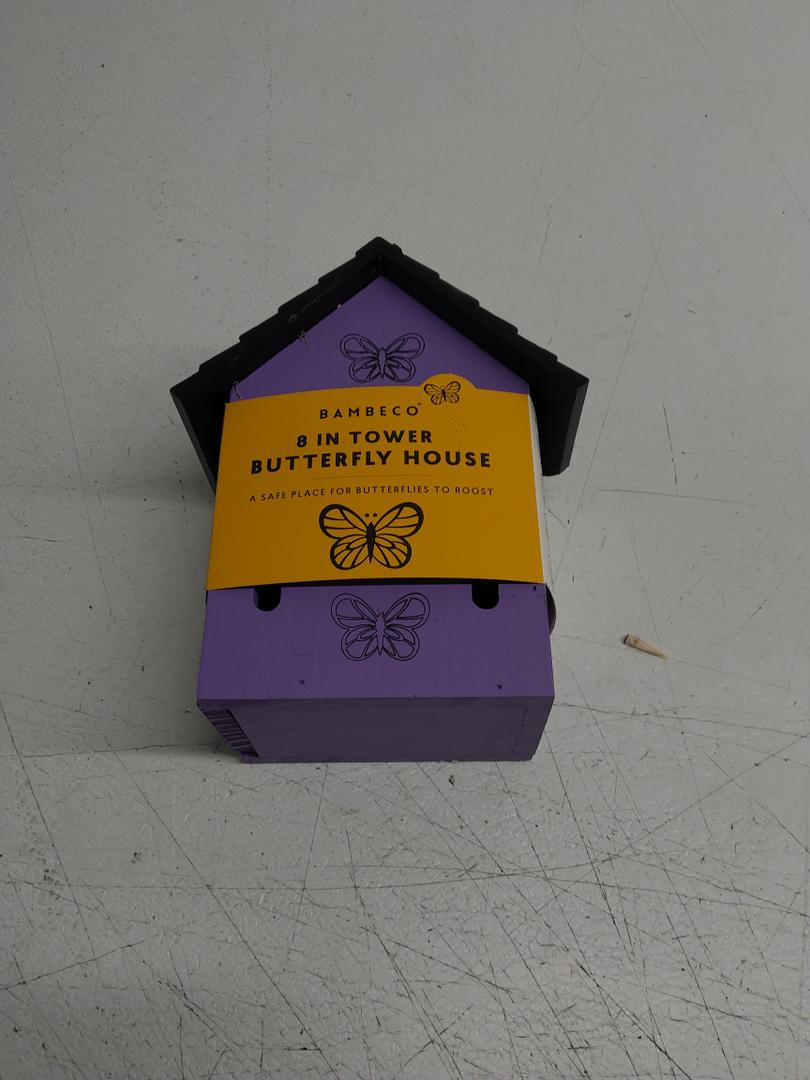 BAMBECO®
8 IN TOWER
BUTTERFLY HOUSE
A SAFE PLACE FOR BUTTERFLIES TO ROOST